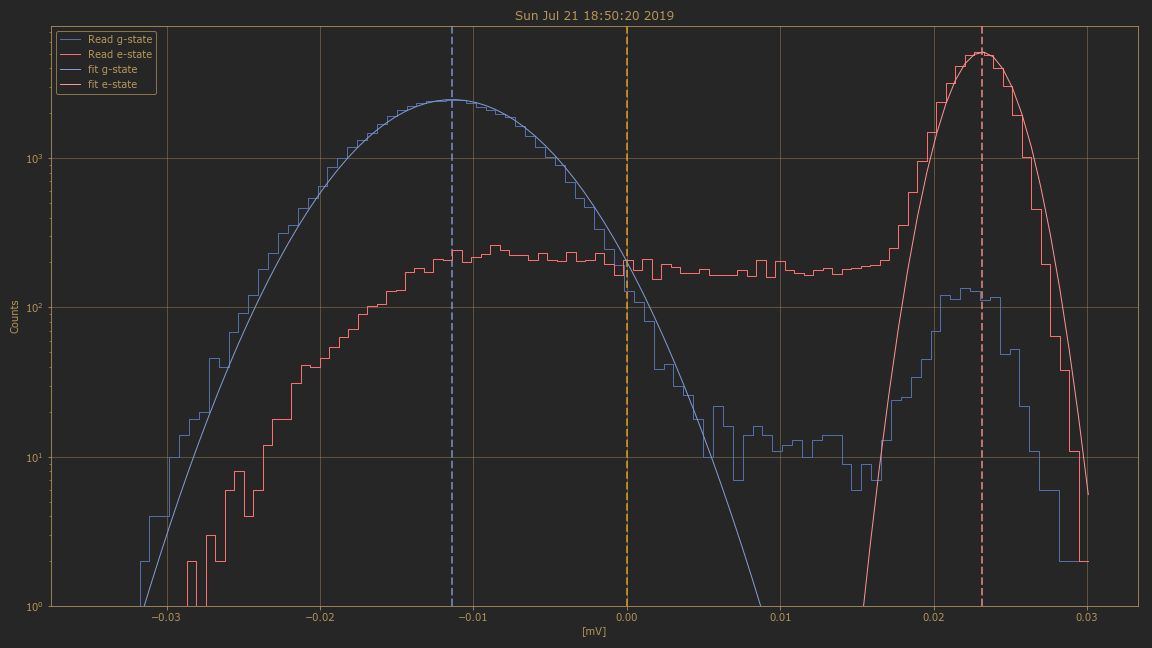 Sun Jul 21 18:50:20 2019
Read g-state
Read e-state
fit g-state
fit e-state
Counts
10³
10²
10¹
10⁰
−0.03 −0.02 −0.01 0.00 0.01 0.02 0.03
[mV]